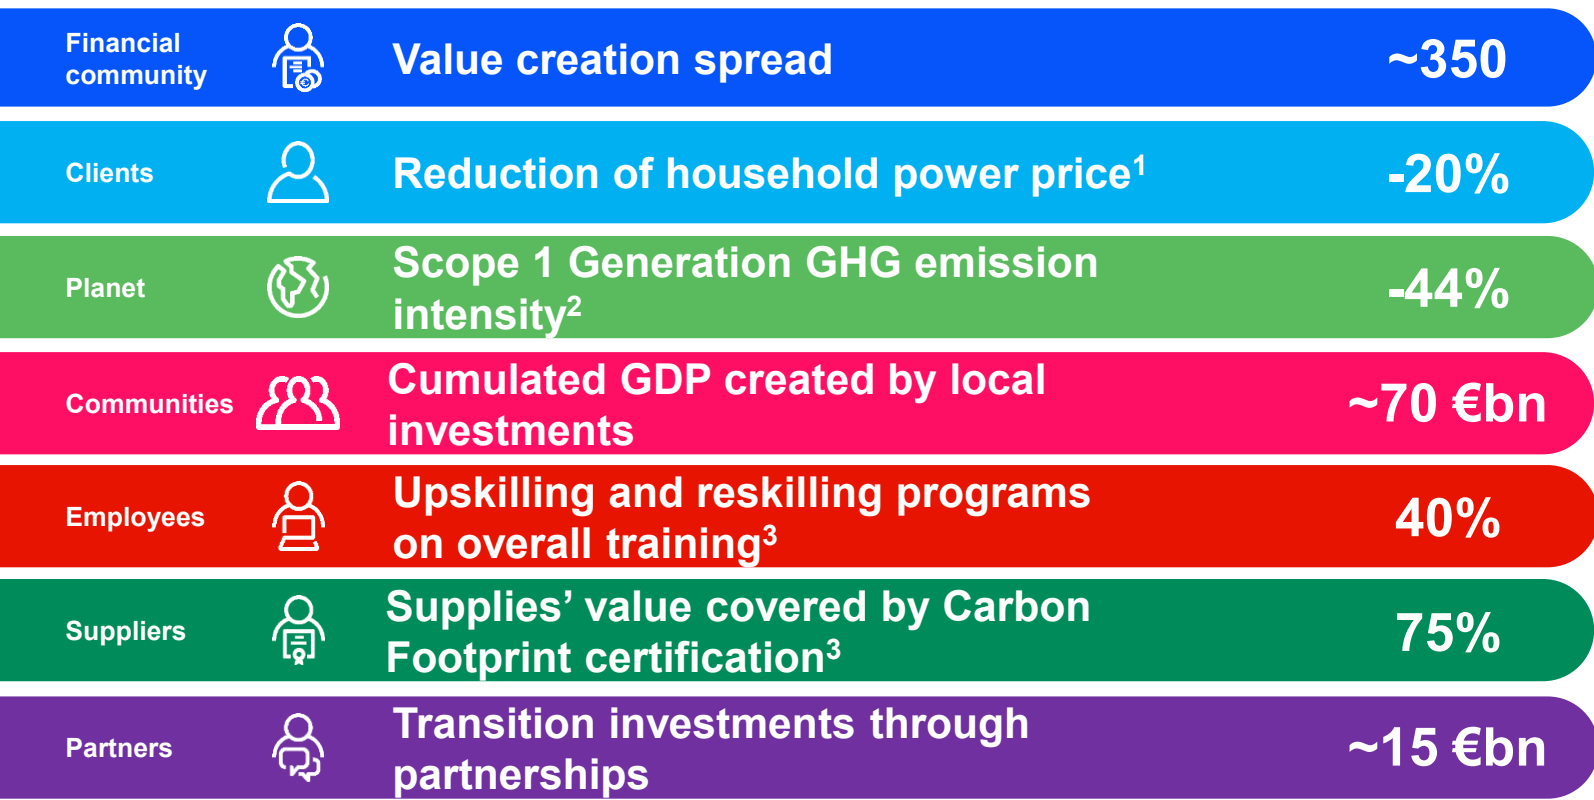 Financial
community
Value creation spread
~350
Clients
Reduction of household power price1
-20%
Planet
Scope 1 Generation GHG emission
intensity2
-44%
Communities
Cumulated GDP created by local
investments
~70 €bn
Employees
Upskilling and reskilling programs
on overall training3
40%
Suppliers
Supplies’ value covered by Carbon
Footprint certification3
75%
Partners
Transition investments through
partnerships
~15 €bn